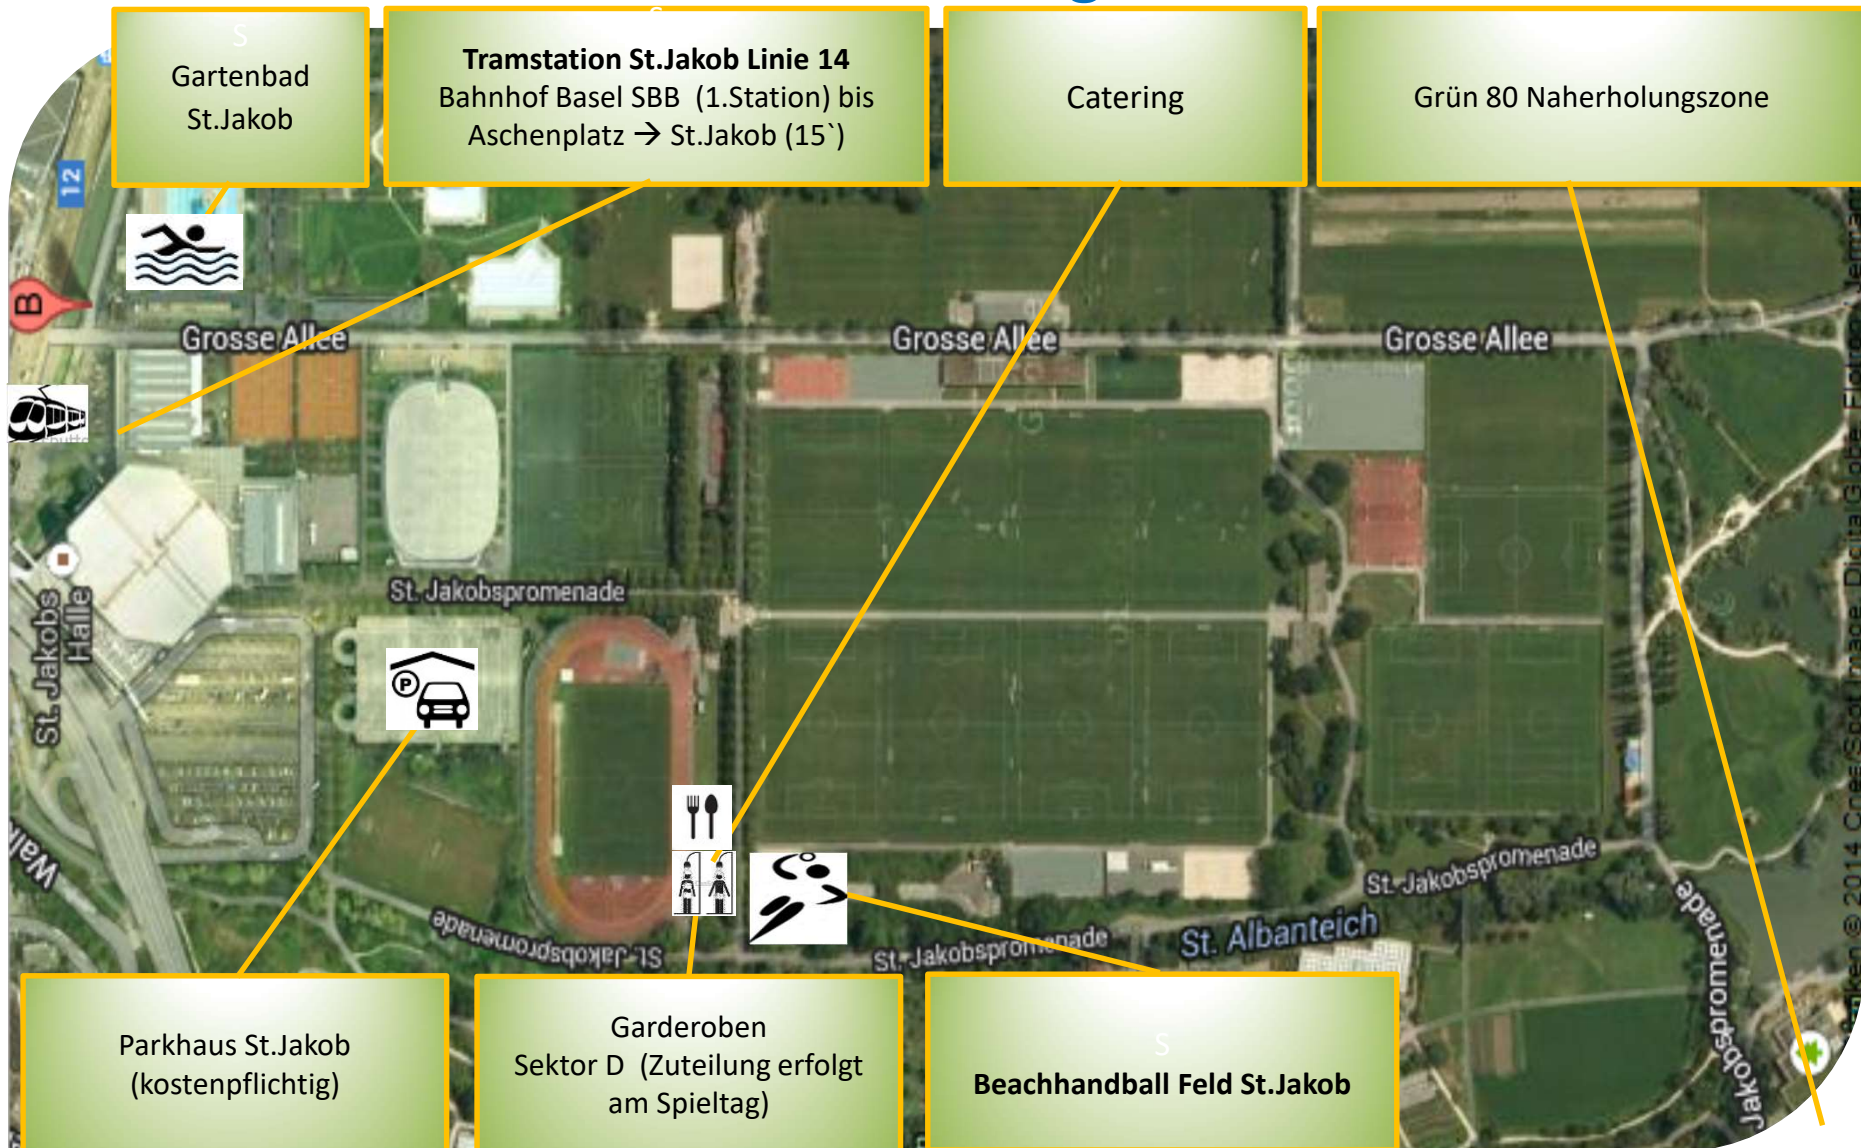 S
Gartenbad
St.Jakob
S
Tramstation St.Jakob Linie 14
Bahnhof Basel SBB (1.Station) bis
Aschenplatz → St.Jakob (15`)
Catering
Grün 80 Naherholungszone
12
B
Grosse Allee
Grosse Allee
Grosse Allee
St. Jakobs
Halle
St. Jakobspromenade
P
St. Jakobspromenade
St. Jakobspromenade
St. Jakobspromenade
St. Albanteich
Jakobspromenade
© 2014
Parkhaus St.Jakob
(kostenpflichtig)
Garderoben
Sektor D (Zuteilung erfolgt
am Spieltag)
S
Beachhandball Feld St.Jakob